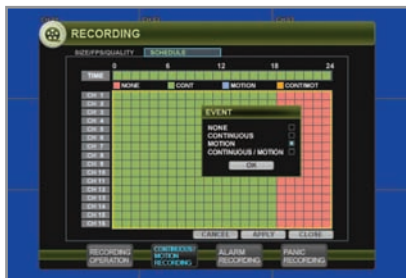 RECORDING
SIZE/FPS/QUALITY SCHEDULE
0 6 12 18 24
TIME
NONE CONT MOTION CONT/MOT
CH 1
CH 2
CH 3
CH 4
CH 5
CH 6
CH 7
CH 8
CH 9
CH 10
CH 11
CH 12
CH 13
CH 14
CH 15
CH 16
EVENT
NONE
CONTINUOUS
MOTION
CONTINUOUS / MOTION
OK
CANCEL APPLY CLOSE
RECORDING OPERATION
CONTINUOUS/ MOTION RECORDING
ALARM RECORDING
PANIC RECORDING